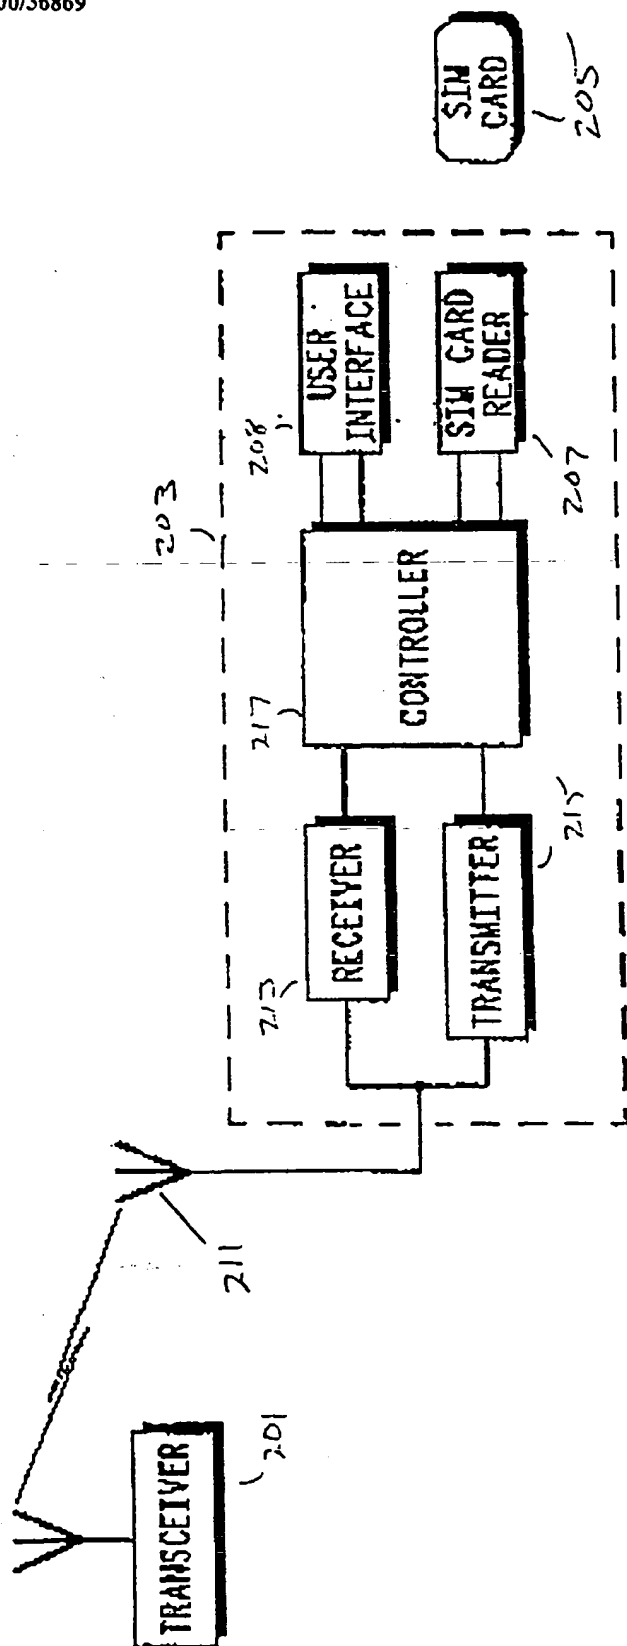 00/36869
TRANSCEIVER
201
211
203
213
RECEIVER
TRANSMITTER
215
217
CONTROLLER
208
USER
INTERFACE
SIM CARD
READER
207
SIM
CARD
205